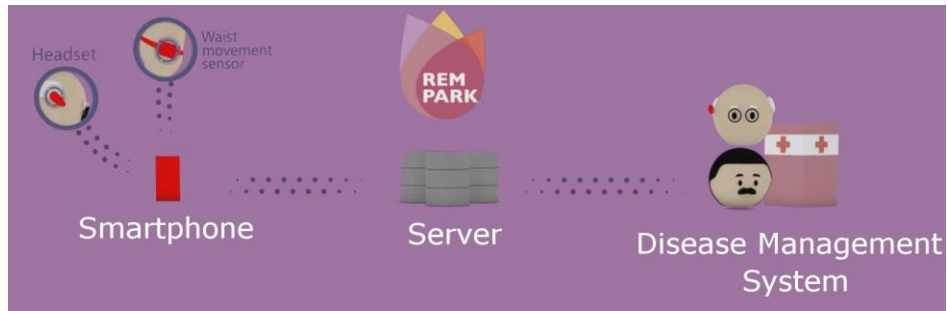 Headset
Waist
movement
sensor
REM
PARK
Smartphone
Server
Disease Management
System